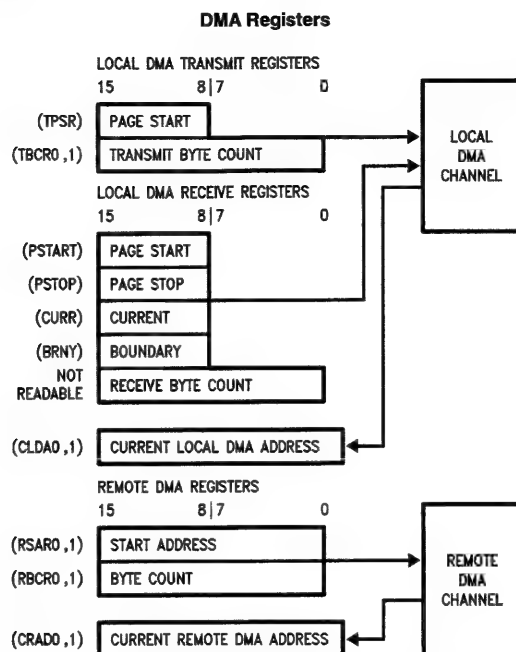 DMA Registers
LOCAL DMA TRANSMIT REGISTERS
15 8|7 0
(TPSR) PAGE START
(TBCR0,1) TRANSMIT BYTE COUNT
LOCAL DMA CHANNEL
LOCAL DMA RECEIVE REGISTERS
15 8|7 0
(PSTART) PAGE START
(PSTOP) PAGE STOP
(CURR) CURRENT
(BRNY) BOUNDARY
NOT READABLE RECEIVE BYTE COUNT
(CLDA0,1) CURRENT LOCAL DMA ADDRESS
REMOTE DMA REGISTERS
15 8|7 0
(RSAR0,1) START ADDRESS
(RBCR0,1) BYTE COUNT
REMOTE DMA CHANNEL
(CRAD0,1) CURRENT REMOTE DMA ADDRESS